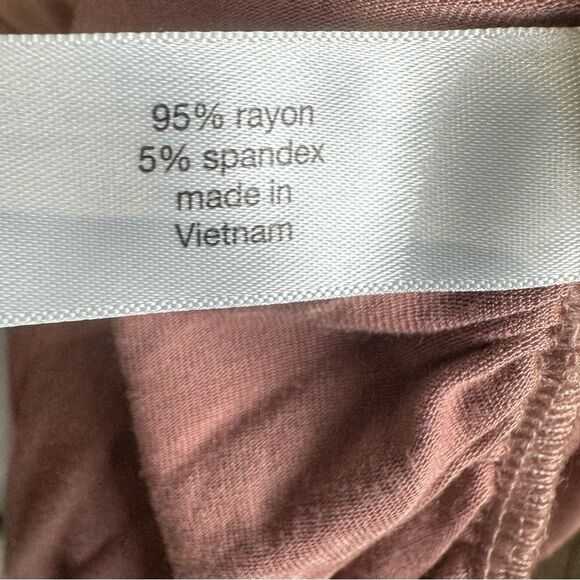 95% rayon
5% spandex
made in
Vietnam